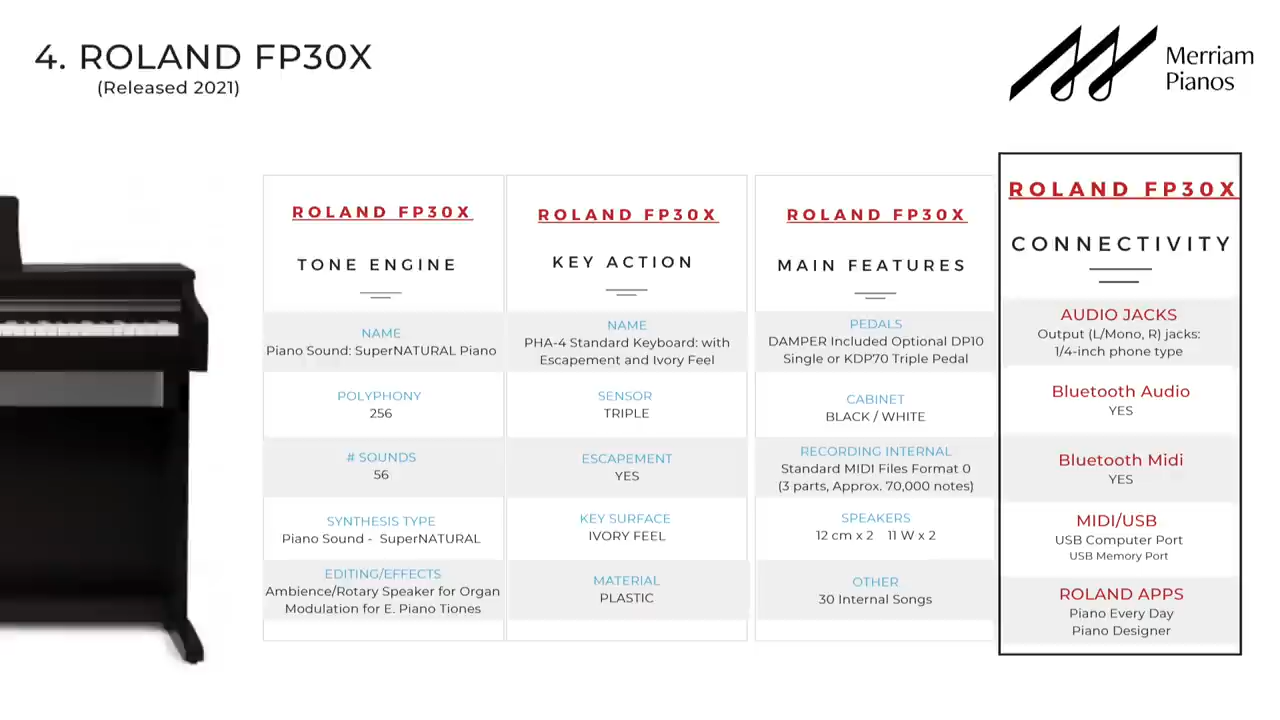 4. ROLAND FP30X
(Released 2021)
Merriam
Pianos
ROLAND FP30X
TONE ENGINE
NAME
Piano Sound: SuperNATURAL Piano
POLYPHONY
256
# SOUNDS
56
SYNTHESIS TYPE
Piano Sound - SuperNATURAL
EDITING/EFFECTS
Ambience/Rotary Speaker for Organ
Modulation for E. Piano Tiones
ROLAND FP30X
KEY ACTION
NAME
PHA-4 Standard Keyboard: with
Escapement and Ivory Feel
SENSOR
TRIPLE
ESCAPEMENT
YES
KEY SURFACE
IVORY FEEL
MATERIAL
PLASTIC
ROLAND FP30X
MAIN FEATURES
PEDALS
DAMPER Included Optional DP10
Single or KDP70 Triple Pedal
CABINET
BLACK / WHITE
RECORDING INTERNAL
Standard MIDI Files Format 0
(3 parts, Approx. 70,000 notes)
SPEAKERS
12 cm x 2 11 W x 2
OTHER
30 Internal Songs
ROLAND FP30X
CONNECTIVITY
AUDIO JACKS
Output (L/Mono, R) jacks:
1/4-inch phone type
Bluetooth Audio
YES
Bluetooth Midi
YES
MIDI/USB
USB Computer Port
USB Memory Port
ROLAND APPS
Piano Every Day
Piano Designer